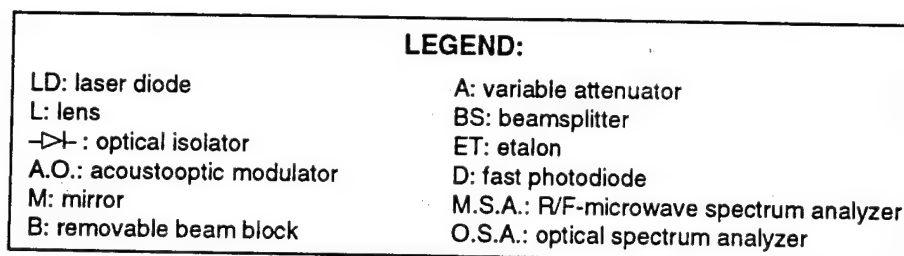 LEGEND:
LD: laser diode
L: lens
: optical isolator
A.O.: acoustooptic modulator
M: mirror
B: removable beam block
A: variable attenuator
BS: beamsplitter
ET: etalon
D: fast photodiode
M.S.A.: R/F-microwave spectrum analyzer
O.S.A.: optical spectrum analyzer